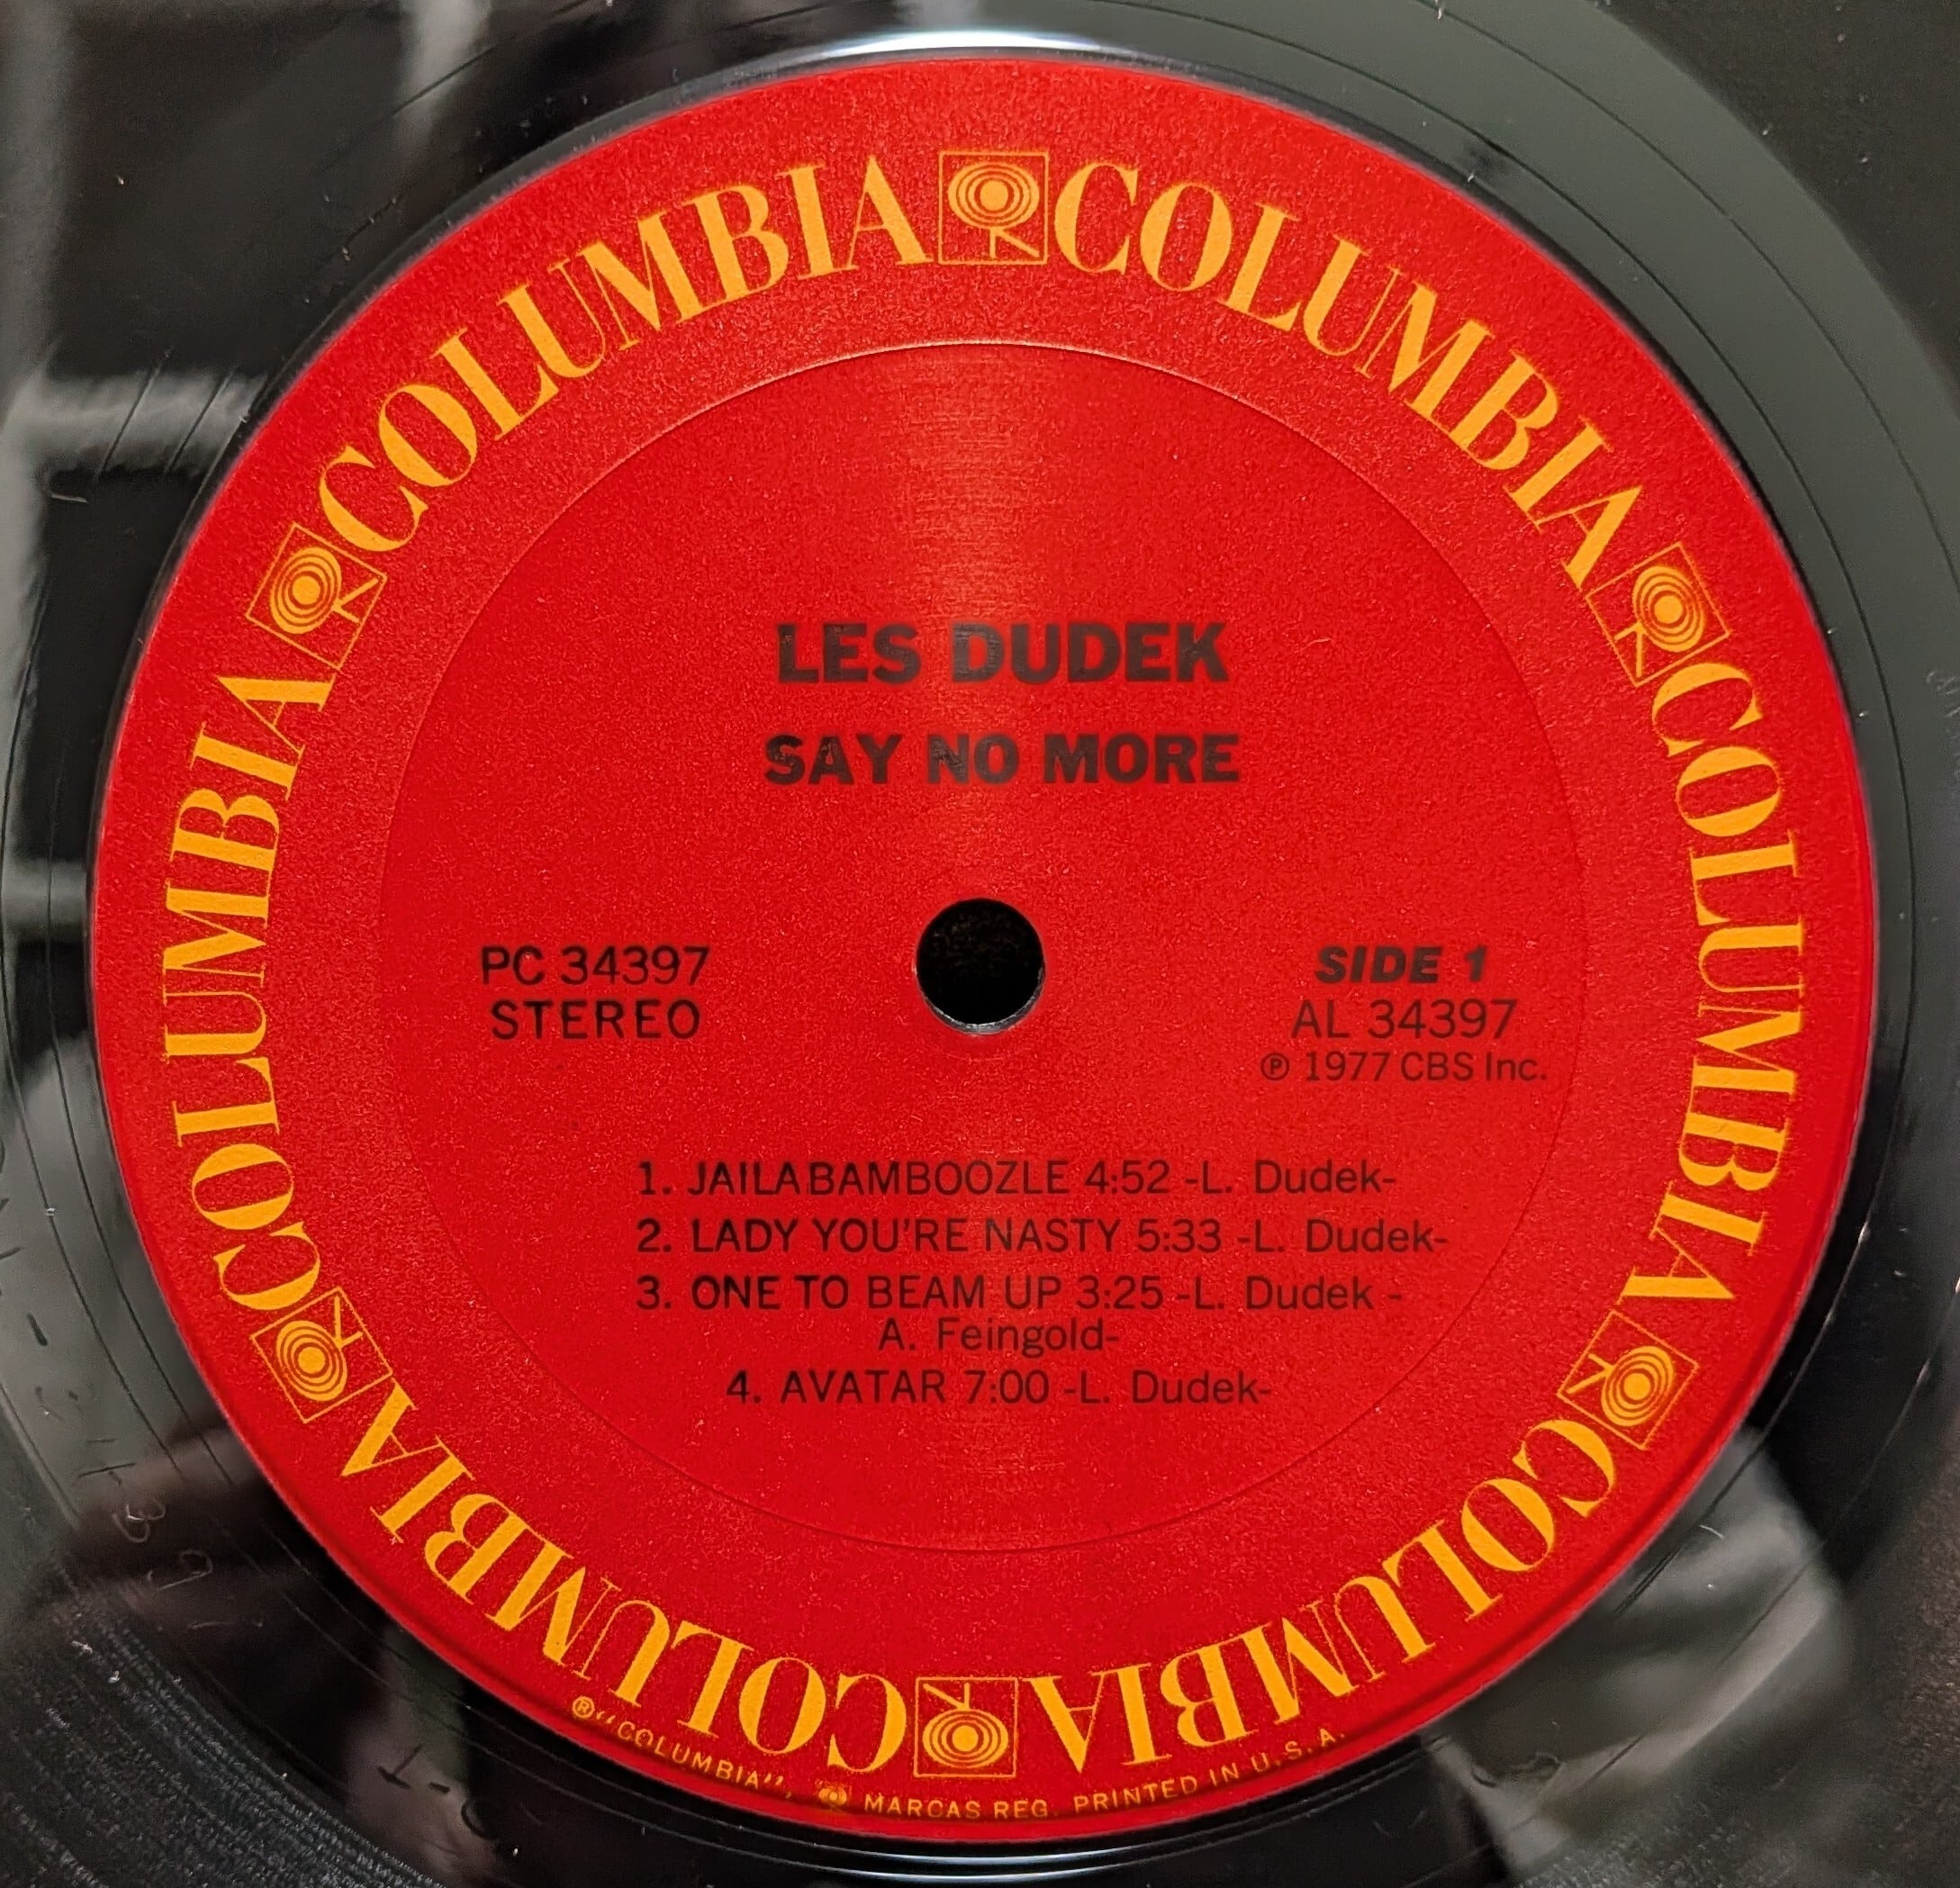 COLUMBIA COLUMBIA COLUMBIA COLUMBIA COLUMBIA COLUMBIA
LES DUDEK
SAY NO MORE
PC 34397
STEREO
SIDE 1
AL 34397
℗ 1977 CBS Inc.
1. JAILABAMBOOZLE 4:52 -L. Dudek-
2. LADY YOU'RE NASTY 5:33 -L. Dudek-
3. ONE TO BEAM UP 3:25 -L. Dudek -
A. Feingold-
4. AVATAR 7:00 -L. Dudek-
® "COLUMBIA", MARCAS REG. PRINTED IN U.S.A.